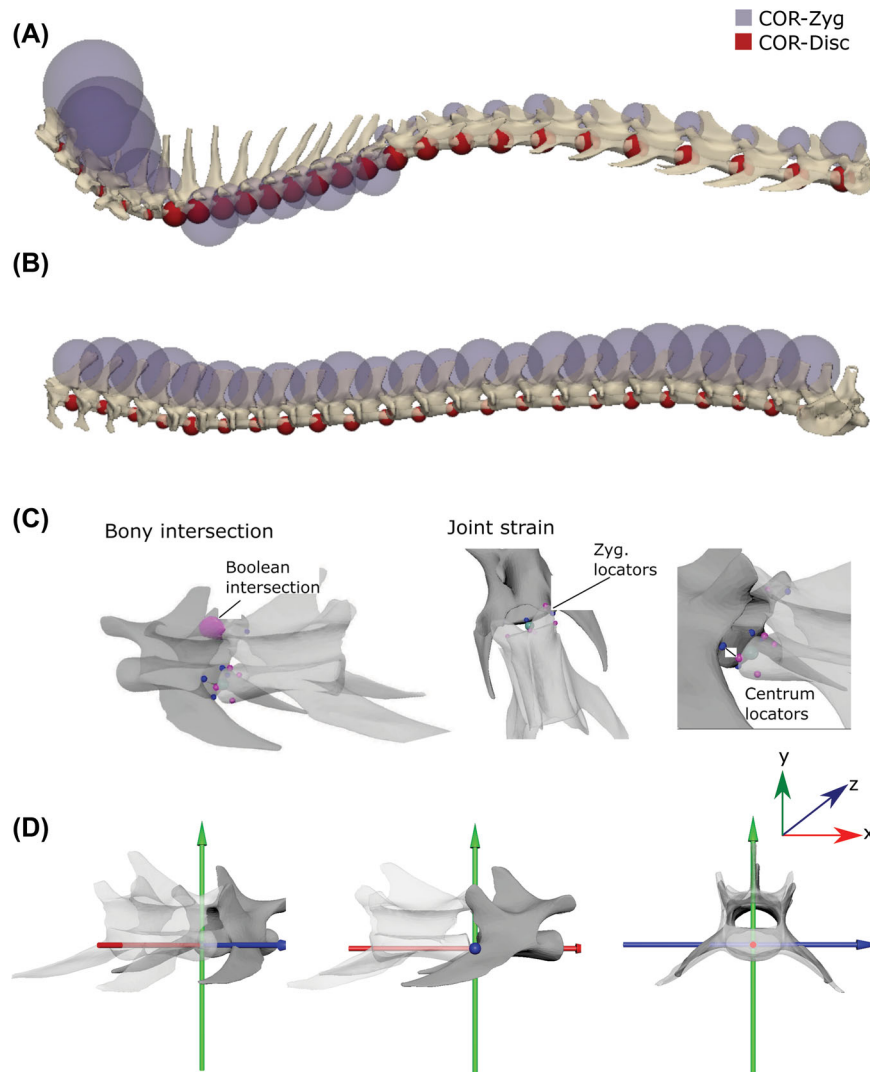 (A)
COR-Zyg
COR-Disc
(B)
(C)
Bony intersection
Boolean
intersection
Joint strain
Zyg.
locators
Centrum
locators
(D)
y
z
x